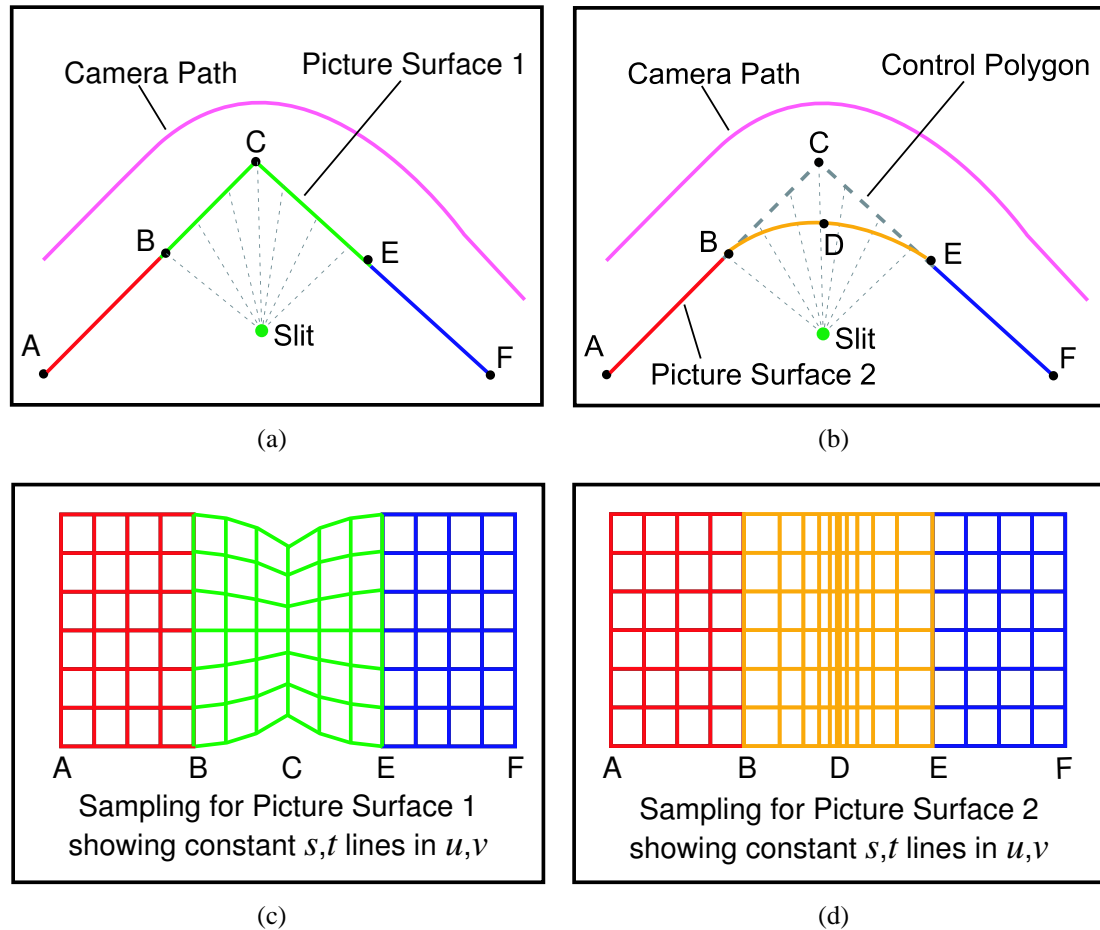 Camera Path
Picture Surface 1
C
B
E
Slit
A
F
(a)
Camera Path
Control Polygon
C
B
D
E
Slit
A
F
Picture Surface 2
(b)
A B C E F
Sampling for Picture Surface 1
showing constant s,t lines in u,v
(c)
A B D E F
Sampling for Picture Surface 2
showing constant s,t lines in u,v
(d)